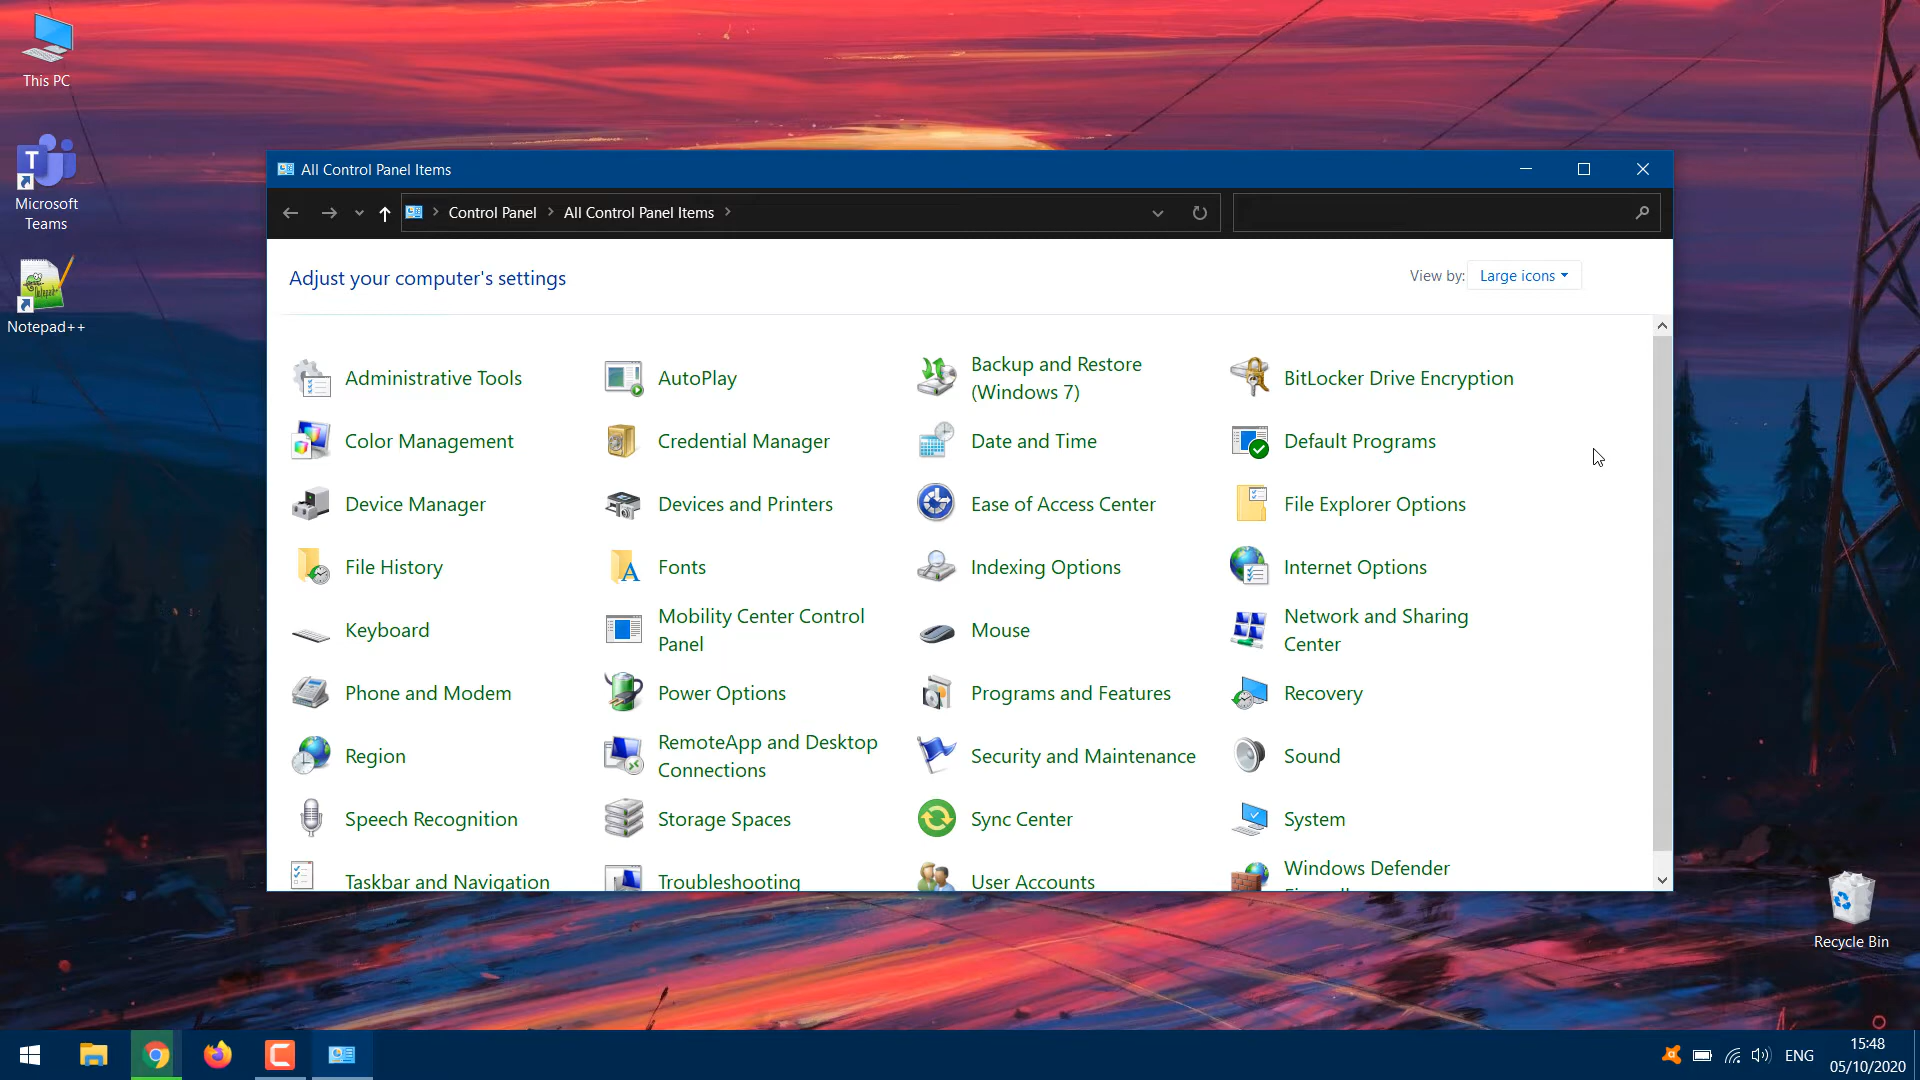 This PC
Microsoft
Teams
Notepad++
All Control Panel Items
Control Panel > All Control Panel Items >
Adjust your computer's settings
View by: Large icons
Administrative Tools
AutoPlay
Backup and Restore
(Windows 7)
BitLocker Drive Encryption
Color Management
Credential Manager
Date and Time
Default Programs
Device Manager
Devices and Printers
Ease of Access Center
File Explorer Options
File History
Fonts
Indexing Options
Internet Options
Keyboard
Mobility Center Control
Panel
Mouse
Network and Sharing
Center
Phone and Modem
Power Options
Programs and Features
Recovery
Region
RemoteApp and Desktop
Connections
Security and Maintenance
Sound
Speech Recognition
Storage Spaces
Sync Center
System
Taskbar and Navigation
Troubleshooting
User Accounts
Windows Defender
Recycle Bin
ENG
15:48
05/10/2020